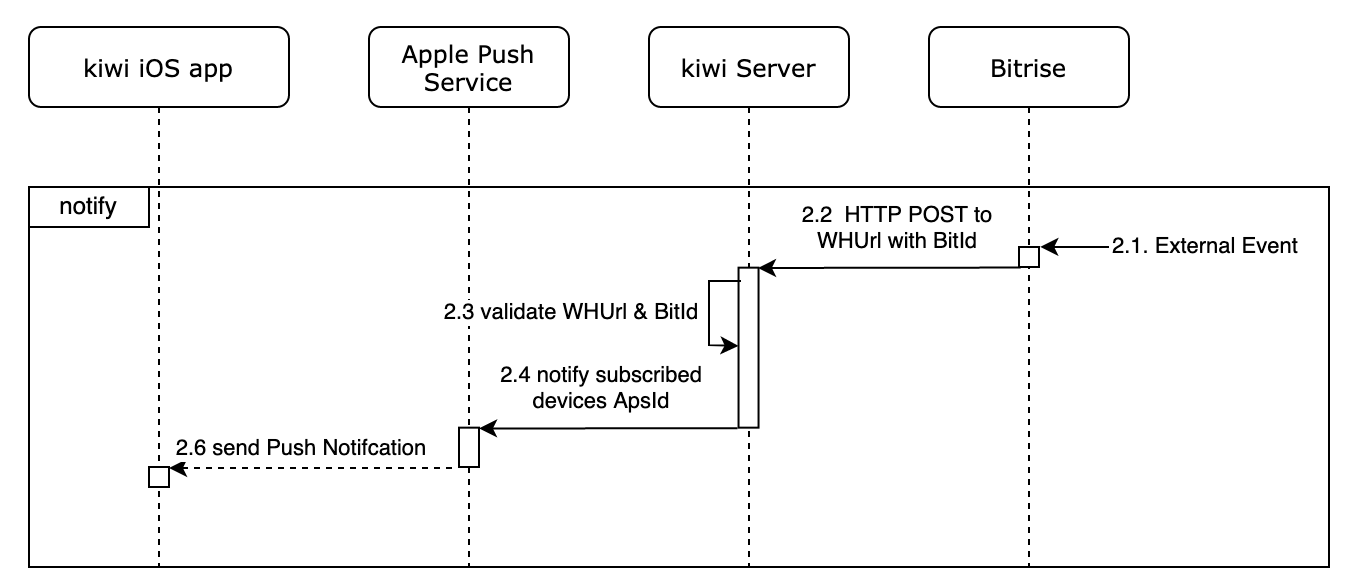 kiwi iOS app
Apple Push
Service
kiwi Server
Bitrise
notify
2.2 HTTP POST to
WHUrl with BitId
2.1. External Event
2.3 validate WHUrl & BitId
2.4 notify subscribed
devices ApsId
2.6 send Push Notifcation